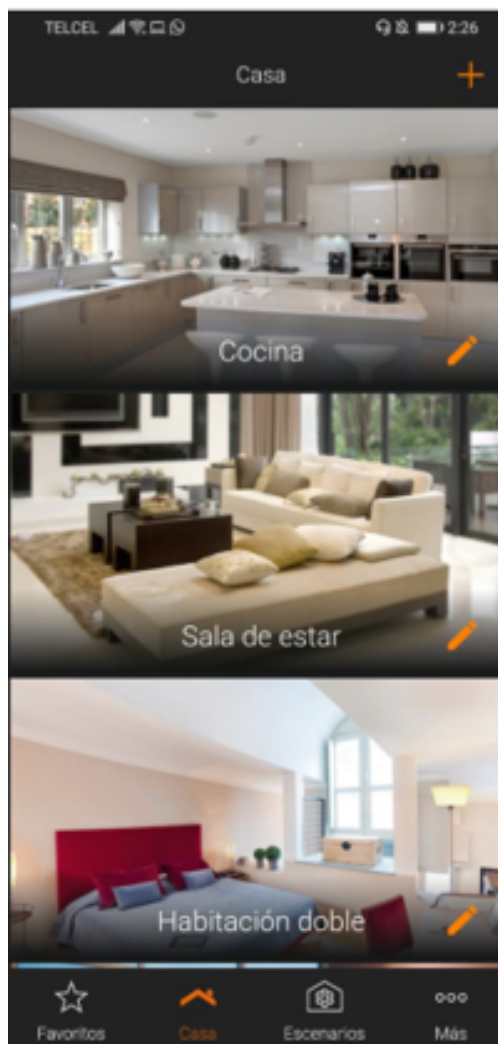 TELCEL 2:26
Casa
Cocina
Sala de estar
Habitación doble
Favoritos Casa Escenarios Más